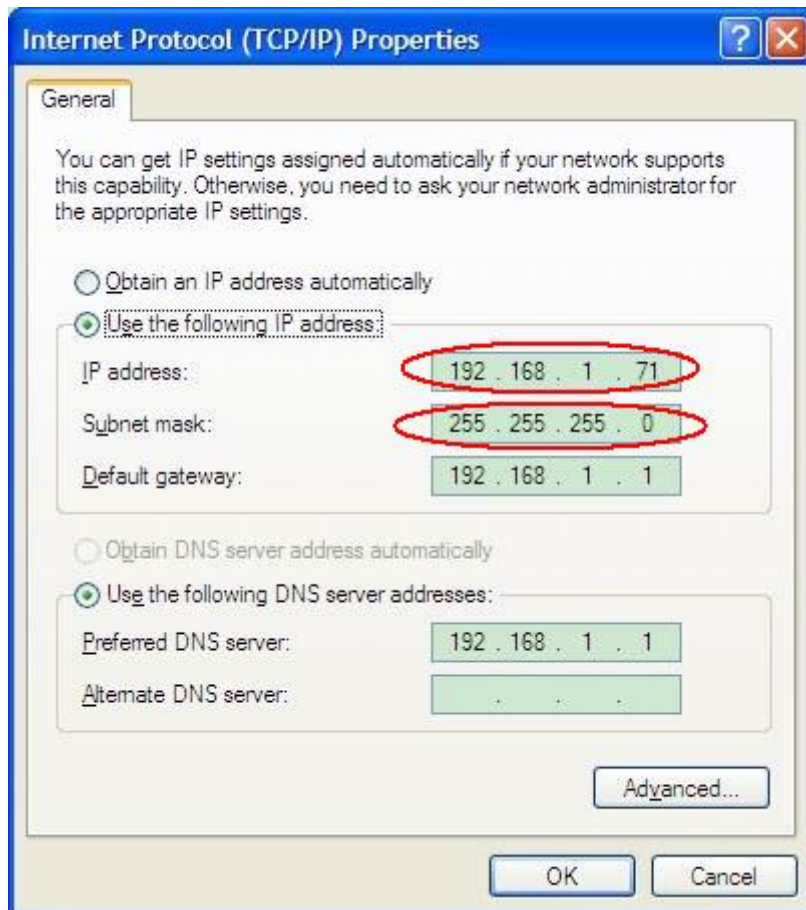 Internet Protocol (TCP/IP) Properties
General
You can get IP settings assigned automatically if your network supports
this capability. Otherwise, you need to ask your network administrator for
the appropriate IP settings.
Obtain an IP address automatically
Use the following IP address:
IP address: 192 . 168 . 1 . 71
Subnet mask: 255 . 255 . 255 . 0
Default gateway: 192 . 168 . 1 . 1
Obtain DNS server address automatically
Use the following DNS server addresses:
Preferred DNS server: 192 . 168 . 1 . 1
Alternate DNS server: . . .
Advanced...
OK Cancel